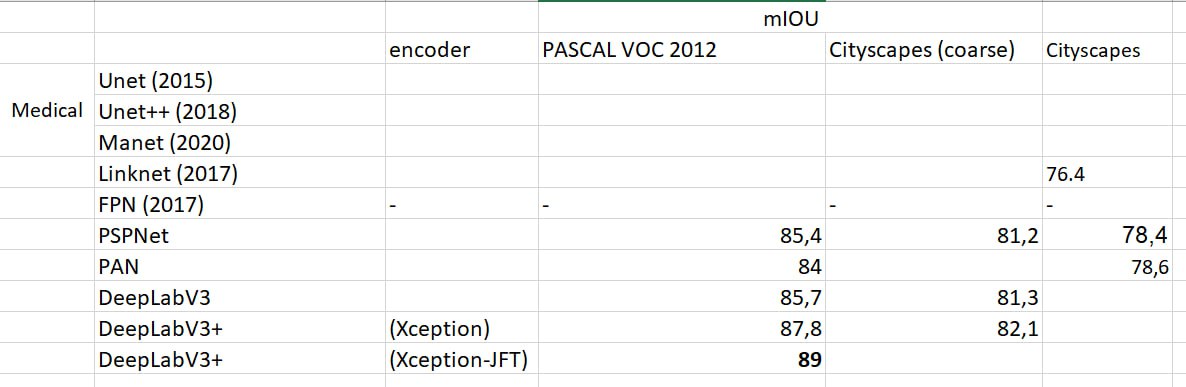 mIOU
encoder PASCAL VOC 2012 Cityscapes (coarse) Cityscapes
Unet (2015)
Medical Unet++ (2018)
Manet (2020)
Linknet (2017) 76.4
FPN (2017) - - - -
PSPNet 85,4 81,2 78,4
PAN 84 78,6
DeepLabV3 85,7 81,3
DeepLabV3+ (Xception) 87,8 82,1
DeepLabV3+ (Xception-JFT) 89